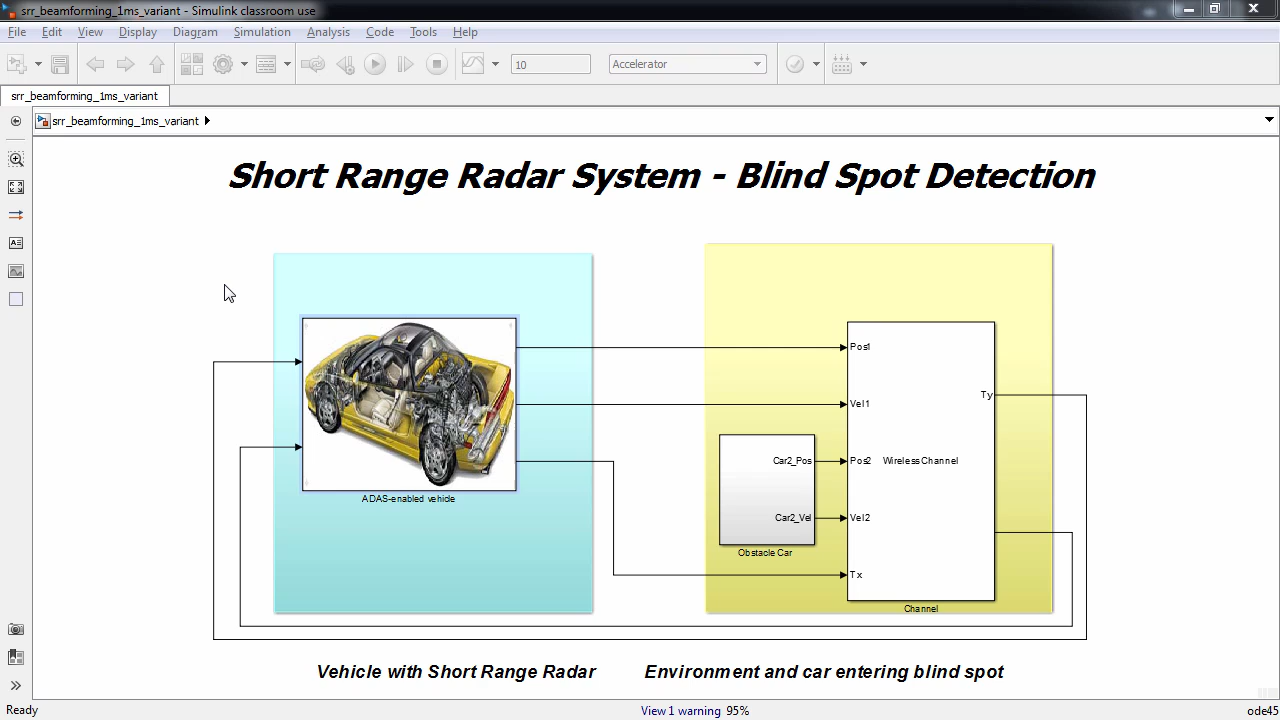 srr_beamforming_1ms_variant - Simulink classroom use
File Edit View Display Diagram Simulation Analysis Code Tools Help
10 Accelerator
srr_beamforming_1ms_variant
srr_beamforming_1ms_variant
Short Range Radar System - Blind Spot Detection
Pos1
Ty
Vel1
Car2_Pos Pos2 WirelessChannel
ADAS-enabled vehicle
Car2_Vel Vel2
Obstacle Car
Tx
Channel
Vehicle with Short Range Radar Environment and car entering blind spot
Ready View 1 warning 95% ode45